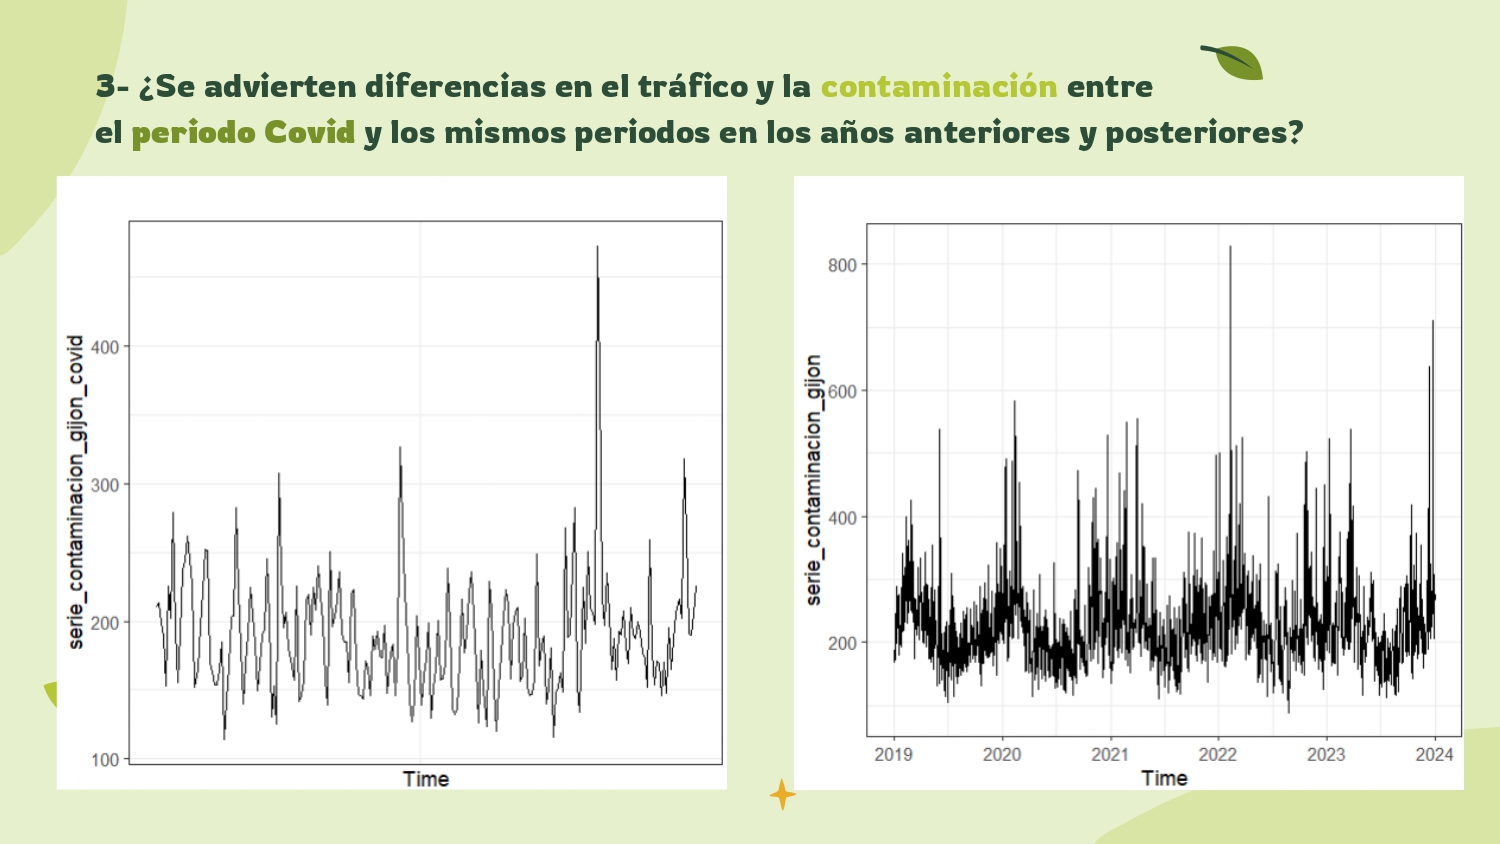 3- ¿Se advierten diferencias en el tráfico y la contaminación entre
el periodo Covid y los mismos periodos en los años anteriores y posteriores?
serie_contaminacion_gijon_covid
400
300
200
100
Time
serie_contaminacion_gijon
800
600
400
200
2019 2020 2021 2022 2023 2024
Time